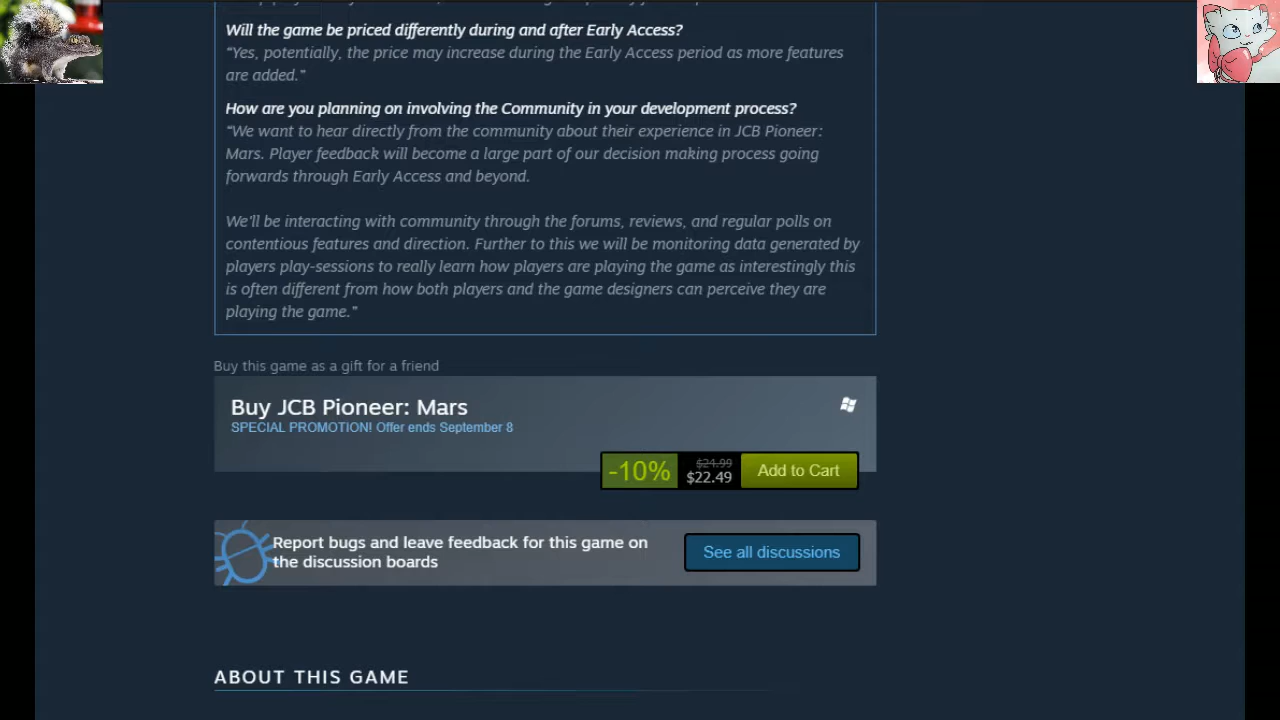 Will the game be priced differently during and after Early Access?
“Yes, potentially, the price may increase during the Early Access period as more features
are added.”
How are you planning on involving the Community in your development process?
“We want to hear directly from the community about their experience in JCB Pioneer:
Mars. Player feedback will become a large part of our decision making process going
forwards through Early Access and beyond.
We'll be interacting with community through the forums, reviews, and regular polls on
contentious features and direction. Further to this we will be monitoring data generated by
players play-sessions to really learn how players are playing the game as interestingly this
is often different from how both players and the game designers can perceive they are
playing the game.”
Buy this game as a gift for a friend
Buy JCB Pioneer: Mars
SPECIAL PROMOTION! Offer ends September 8
-10%
$24.99
$22.49
Add to Cart
Report bugs and leave feedback for this game on
the discussion boards
See all discussions
ABOUT THIS GAME